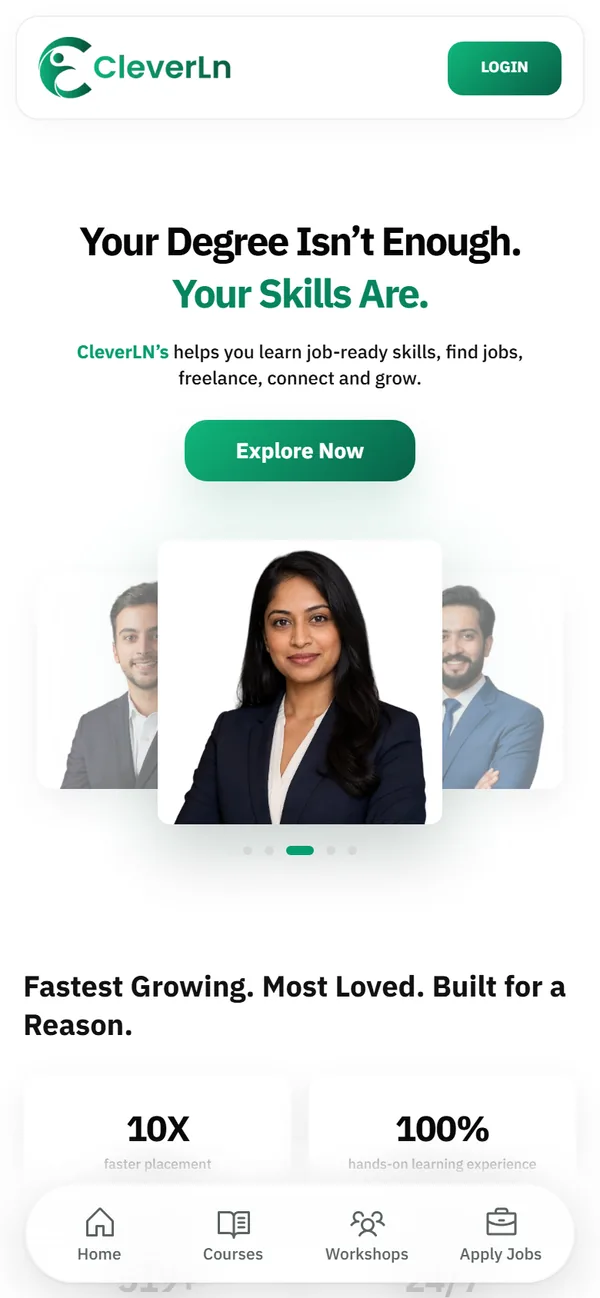 CleverLn
LOGIN
Your Degree Isn’t Enough.
Your Skills Are.
CleverLN’s helps you learn job-ready skills, find jobs,
freelance, connect and grow.
Explore Now
Fastest Growing. Most Loved. Built for a
Reason.
10X
100%
faster placement
hands-on learning experience
Home
Courses
Workshops
Apply Jobs